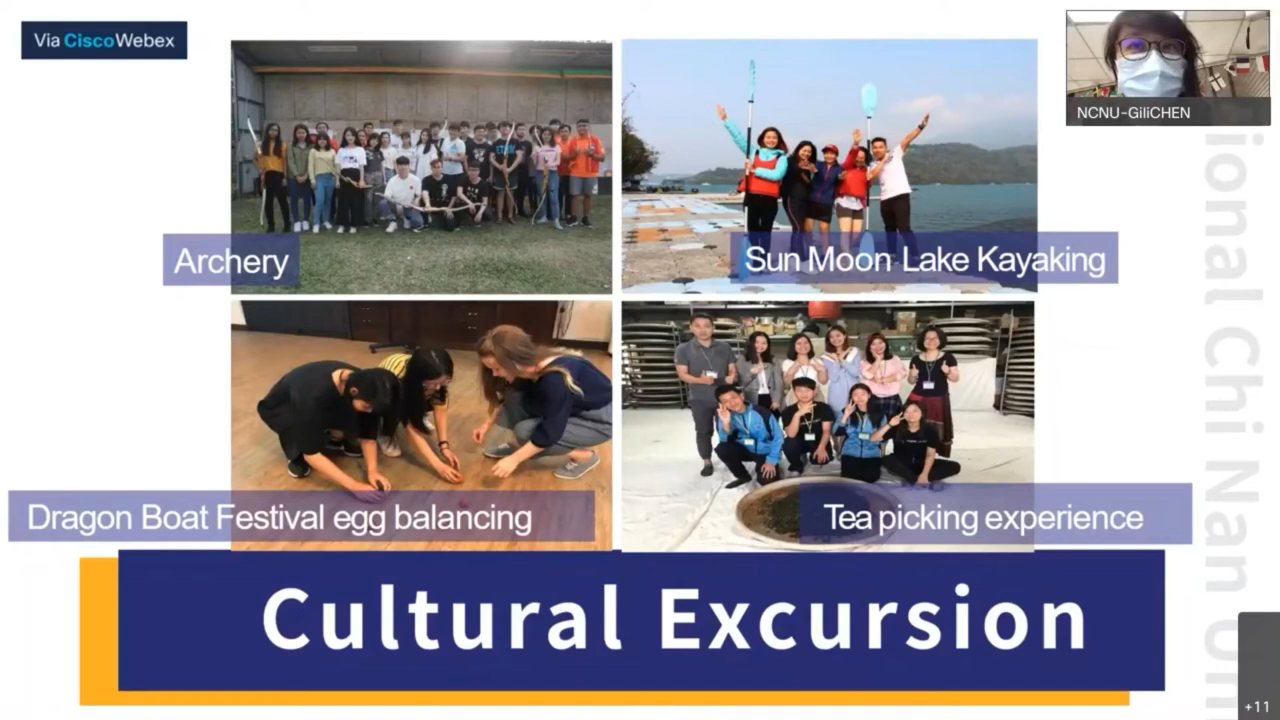 Via CiscoWebex
NCNU-GiliCHEN
Archery
Sun Moon Lake Kayaking
Dragon Boat Festival egg balancing
Tea picking experience
Cultural Excursion
ional Chi Nan Un
+11